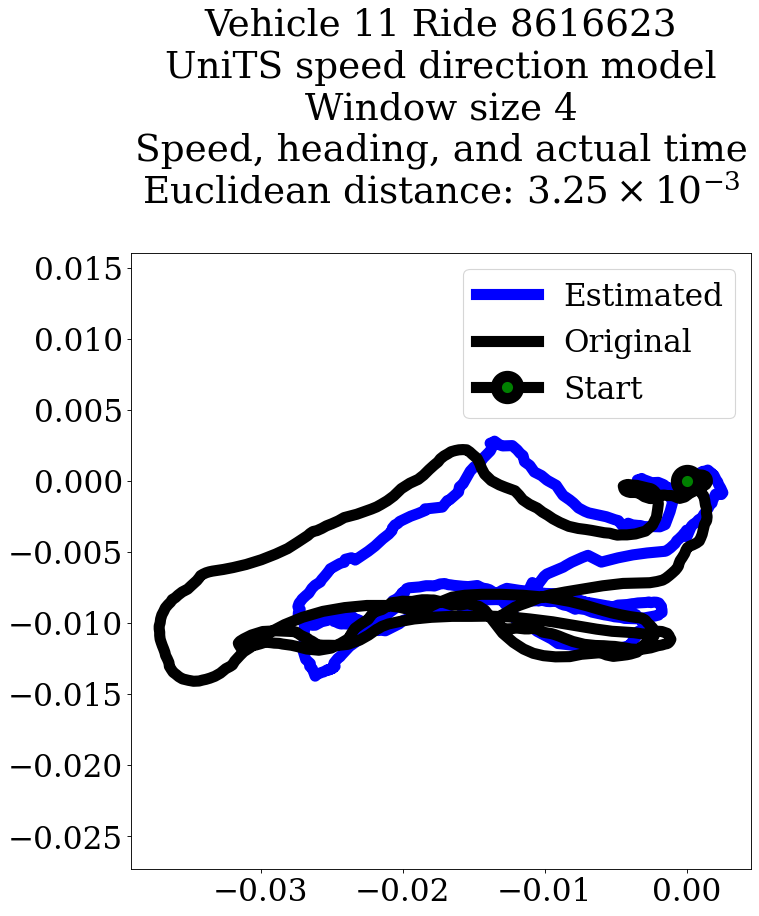 Vehicle 11 Ride 8616623
UniTS speed direction model
Window size 4
Speed, heading, and actual time
Euclidean distance: 3.25 × 10⁻³
Estimated
Original
Start
0.015
0.010
0.005
0.000
−0.005
−0.010
−0.015
−0.020
−0.025
−0.03
−0.02
−0.01
0.00